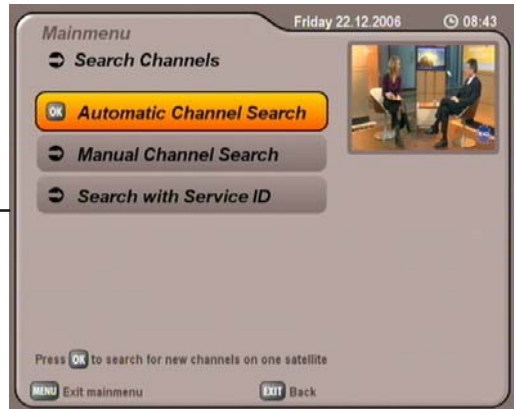 Friday 22.12.2006 08:43
Mainmenu
Search Channels
OK Automatic Channel Search
Manual Channel Search
Search with Service ID
Press OK to search for new channels on one satellite
MENU Exit mainmenu EXIT Back